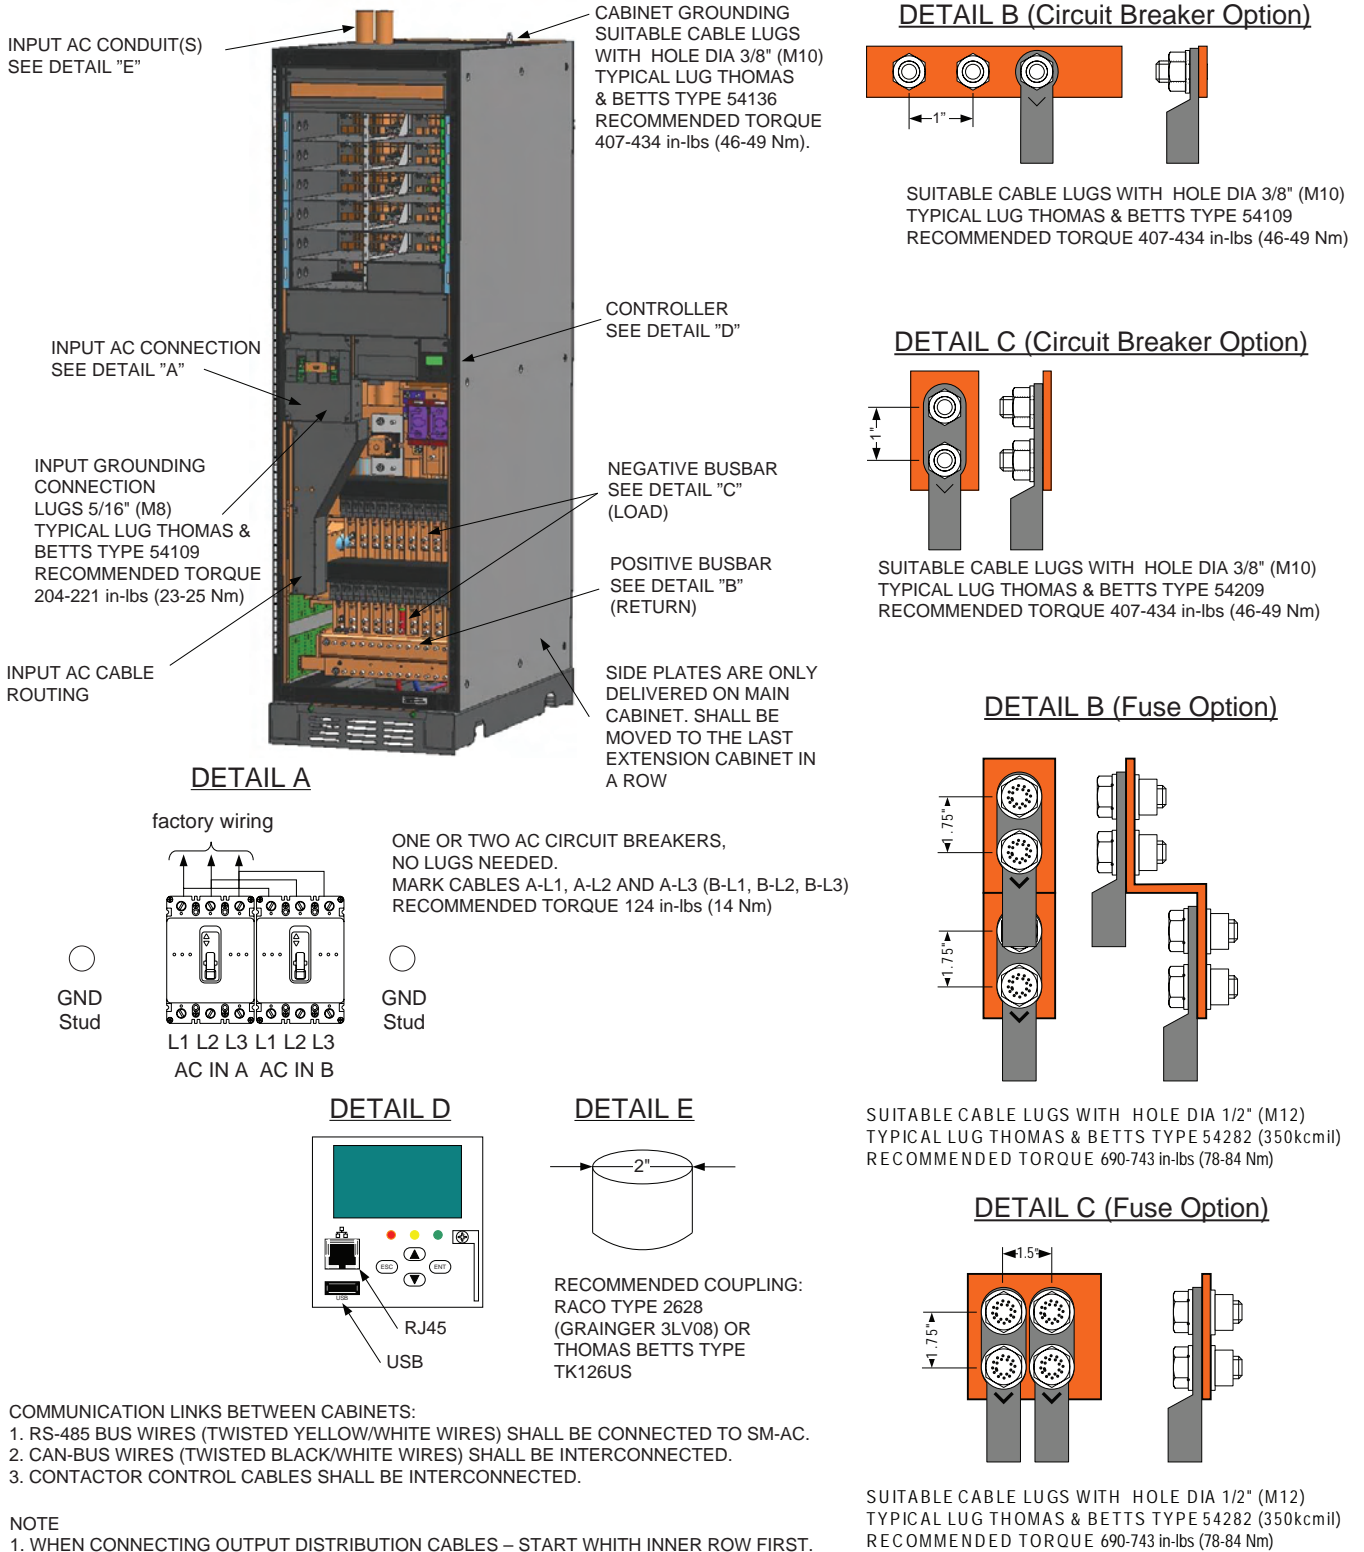 INPUT AC CONDUIT(S)
SEE DETAIL "E"
CABINET GROUNDING
SUITABLE CABLE LUGS
WITH HOLE DIA 3/8" (M10)
TYPICAL LUG THOMAS
& BETTS TYPE 54136
RECOMMENDED TORQUE
407-434 in-lbs (46-49 Nm).
CONTROLLER
SEE DETAIL "D"
INPUT AC CONNECTION
SEE DETAIL "A"
INPUT GROUNDING
CONNECTION
LUGS 5/16" (M8)
TYPICAL LUG THOMAS &
BETTS TYPE 54109
RECOMMENDED TORQUE
204-221 in-lbs (23-25 Nm)
NEGATIVE BUSBAR
SEE DETAIL "C"
(LOAD)
POSITIVE BUSBAR
SEE DETAIL "B"
(RETURN)
INPUT AC CABLE
ROUTING
SIDE PLATES ARE ONLY
DELIVERED ON MAIN
CABINET. SHALL BE
MOVED TO THE LAST
EXTENSION CABINET IN
A ROW
DETAIL A
factory wiring
ONE OR TWO AC CIRCUIT BREAKERS,
NO LUGS NEEDED.
MARK CABLES A-L1, A-L2 AND A-L3 (B-L1, B-L2, B-L3)
RECOMMENDED TORQUE 124 in-lbs (14 Nm)
GND
Stud
GND
Stud
L1 L2 L3 L1 L2 L3
AC IN A AC IN B
DETAIL D
ESC
ENT
USB
RJ45
USB
DETAIL E
2"
RECOMMENDED COUPLING:
RACO TYPE 2628
(GRAINGER 3LV08) OR
THOMAS BETTS TYPE
TK126US
COMMUNICATION LINKS BETWEEN CABINETS:
1. RS-485 BUS WIRES (TWISTED YELLOW/WHITE WIRES) SHALL BE CONNECTED TO SM-AC.
2. CAN-BUS WIRES (TWISTED BLACK/WHITE WIRES) SHALL BE INTERCONNECTED.
3. CONTACTOR CONTROL CABLES SHALL BE INTERCONNECTED.
NOTE
1. WHEN CONNECTING OUTPUT DISTRIBUTION CABLES – START WHITH INNER ROW FIRST.
DETAIL B (Circuit Breaker Option)
1"
SUITABLE CABLE LUGS WITH HOLE DIA 3/8" (M10)
TYPICAL LUG THOMAS & BETTS TYPE 54109
RECOMMENDED TORQUE 407-434 in-lbs (46-49 Nm)
DETAIL C (Circuit Breaker Option)
1"
SUITABLE CABLE LUGS WITH HOLE DIA 3/8" (M10)
TYPICAL LUG THOMAS & BETTS TYPE 54209
RECOMMENDED TORQUE 407-434 in-lbs (46-49 Nm)
DETAIL B (Fuse Option)
1.75"
1.75"
SUITABLE CABLE LUGS WITH HOLE DIA 1/2" (M12)
TYPICAL LUG THOMAS & BETTS TYPE 54282 (350kcmil)
RECOMMENDED TORQUE 690-743 in-lbs (78-84 Nm)
DETAIL C (Fuse Option)
1.5"
1.75"
SUITABLE CABLE LUGS WITH HOLE DIA 1/2" (M12)
TYPICAL LUG THOMAS & BETTS TYPE 54282 (350kcmil)
RECOMMENDED TORQUE 690-743 in-lbs (78-84 Nm)